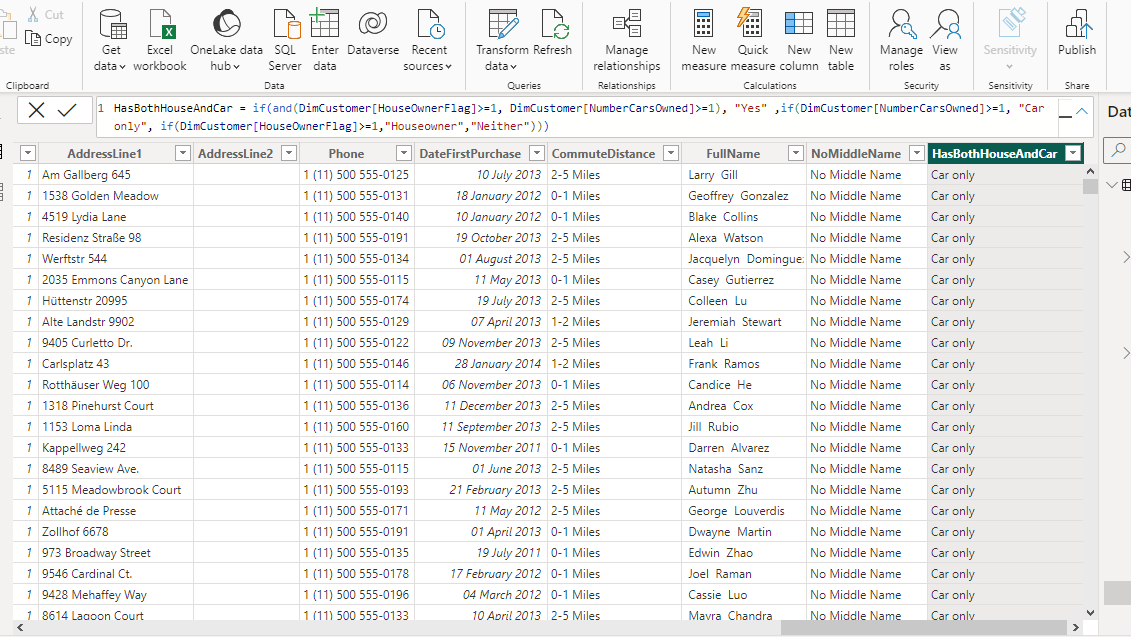 Cut
Copy
Get data
Excel workbook
OneLake data hub
SQL Server
Enter data
Dataverse
Recent sources
Transform data
Refresh
Manage relationships
New measure
Quick measure
New column
New table
Manage roles
View as
Sensitivity
Publish
Clipboard
Data
Queries
Relationships
Calculations
Security
Sensitivity
Share
1 HasBothHouseAndCar = if(and(DimCustomer[HouseOwnerFlag]>=1, DimCustomer[NumberCarsOwned]>=1), "Yes" ,if(DimCustomer[NumberCarsOwned]>=1, "Car
only", if(DimCustomer[HouseOwnerFlag]>=1,"Houseowner","Neither")))
AddressLine1 AddressLine2 Phone DateFirstPurchase CommuteDistance FullName NoMiddleName HasBothHouseAndCar
1 Am Gallberg 645 1 (11) 500 555-0125 10 July 2013 2-5 Miles Larry Gill No Middle Name Car only
1 1538 Golden Meadow 1 (11) 500 555-0131 18 January 2012 0-1 Miles Geoffrey Gonzalez No Middle Name Car only
1 4519 Lydia Lane 1 (11) 500 555-0140 10 January 2012 0-1 Miles Blake Collins No Middle Name Car only
1 Residenz Straße 98 1 (11) 500 555-0191 19 October 2013 2-5 Miles Alexa Watson No Middle Name Car only
1 Werftstr 544 1 (11) 500 555-0134 01 August 2013 2-5 Miles Jacquelyn Domingue No Middle Name Car only
1 2035 Emmons Canyon Lane 1 (11) 500 555-0115 11 May 2013 0-1 Miles Casey Gutierrez No Middle Name Car only
1 Hüttenstr 20995 1 (11) 500 555-0174 19 July 2013 2-5 Miles Colleen Lu No Middle Name Car only
1 Alte Landstr 9902 1 (11) 500 555-0129 07 April 2013 1-2 Miles Jeremiah Stewart No Middle Name Car only
1 9405 Curletto Dr. 1 (11) 500 555-0122 09 November 2013 2-5 Miles Leah Li No Middle Name Car only
1 Carlsplatz 43 1 (11) 500 555-0146 28 January 2014 1-2 Miles Frank Ramos No Middle Name Car only
1 Rotthäuser Weg 100 1 (11) 500 555-0114 06 November 2013 0-1 Miles Candice He No Middle Name Car only
1 1318 Pinehurst Court 1 (11) 500 555-0136 11 December 2013 2-5 Miles Andrea Cox No Middle Name Car only
1 1153 Loma Linda 1 (11) 500 555-0160 11 September 2013 2-5 Miles Jill Rubio No Middle Name Car only
1 Kappellweg 242 1 (11) 500 555-0133 15 November 2011 0-1 Miles Darren Alvarez No Middle Name Car only
1 8489 Seaview Ave. 1 (11) 500 555-0115 01 June 2013 2-5 Miles Natasha Sanz No Middle Name Car only
1 5115 Meadowbrook Court 1 (11) 500 555-0193 21 February 2013 2-5 Miles Autumn Zhu No Middle Name Car only
1 Attaché de Presse 1 (11) 500 555-0171 11 May 2012 2-5 Miles George Louverdis No Middle Name Car only
1 Zollhof 6678 1 (11) 500 555-0191 01 April 2013 0-1 Miles Dwayne Martin No Middle Name Car only
1 973 Broadway Street 1 (11) 500 555-0135 19 July 2011 0-1 Miles Edwin Zhao No Middle Name Car only
1 9546 Cardinal Ct. 1 (11) 500 555-0178 17 February 2012 0-1 Miles Joel Raman No Middle Name Car only
1 9428 Mehaffey Way 1 (11) 500 555-0196 04 March 2012 0-1 Miles Cassie Luo No Middle Name Car only
1 8614 Lagoon Court 1 (11) 500 555-0133 10 April 2013 2-5 Miles Mayra Chandra No Middle Name Car only